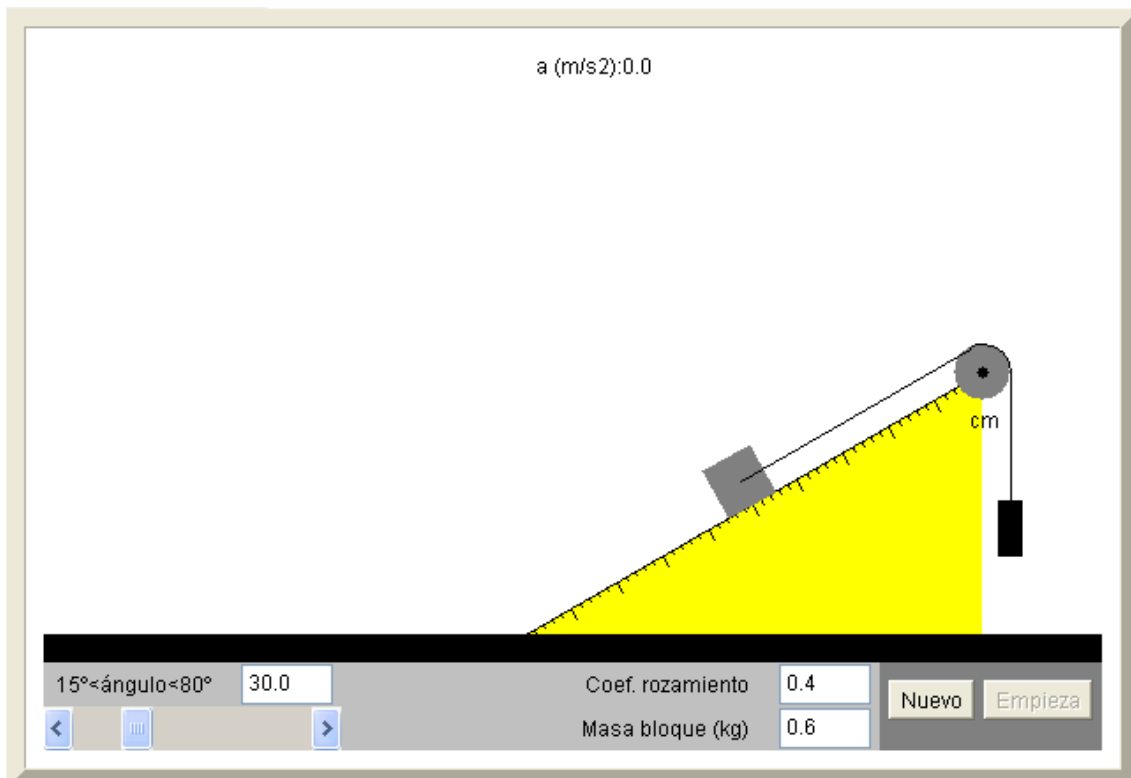 a (m/s2):0.0
cm
15º<ángulo<80º 30.0
Coef. rozamiento 0.4
Masa bloque (kg) 0.6
Nuevo
Empieza